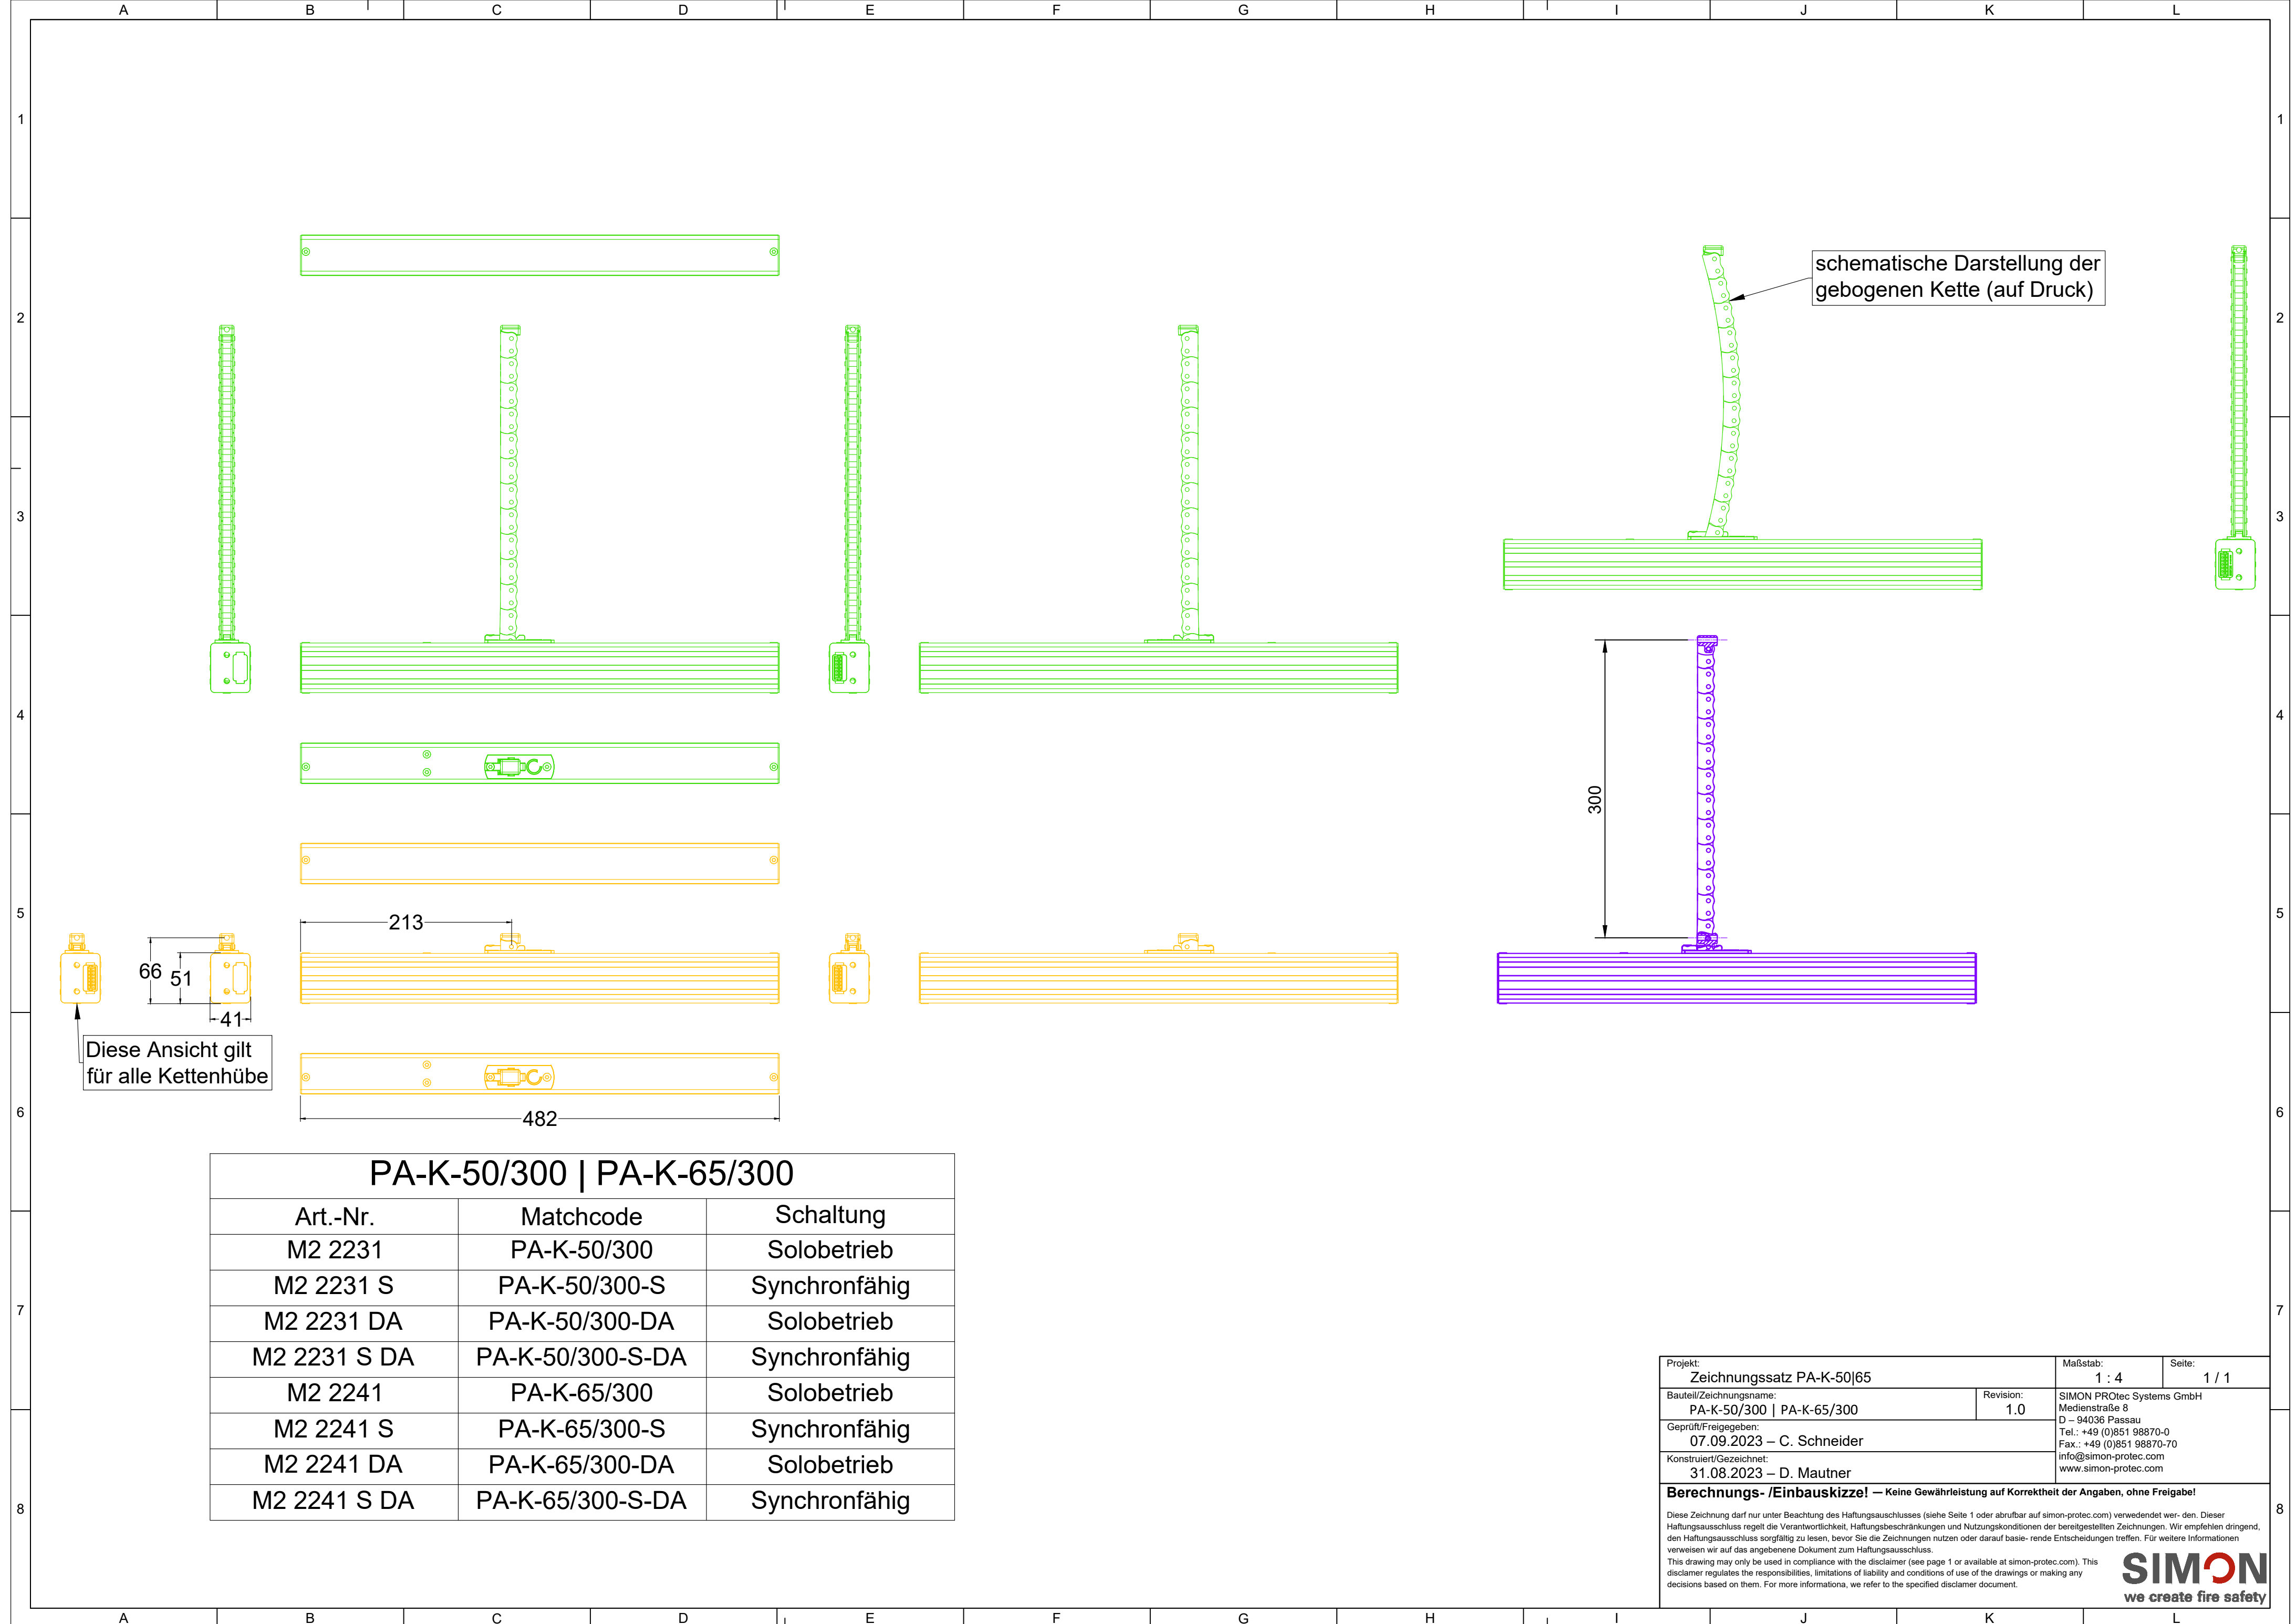 A B C D E F G H I J K L
1 1
2 2
3 3
4 4
5 5
6 6
7 7
8 8
schematische Darstellung der
gebogenen Kette (auf Druck)
300
213
66 51
41
Diese Ansicht gilt
für alle Kettenhübe
482
PA-K-50/300 | PA-K-65/300
Art.-Nr. Matchcode Schaltung
M2 2231 PA-K-50/300 Solobetrieb
M2 2231 S PA-K-50/300-S Synchronfähig
M2 2231 DA PA-K-50/300-DA Solobetrieb
M2 2231 S DA PA-K-50/300-S-DA Synchronfähig
M2 2241 PA-K-65/300 Solobetrieb
M2 2241 S PA-K-65/300-S Synchronfähig
M2 2241 DA PA-K-65/300-DA Solobetrieb
M2 2241 S DA PA-K-65/300-S-DA Synchronfähig
Projekt:
Zeichnungssatz PA-K-50|65
Maßstab:
1 : 4
Seite:
1 / 1
Bauteil/Zeichnungsname:
PA-K-50/300 | PA-K-65/300
Revision:
1.0
Geprüft/Freigegeben:
07.09.2023 – C. Schneider
Konstruiert/Gezeichnet:
31.08.2023 – D. Mautner
SIMON PROtec Systems GmbH
Medienstraße 8
D – 94036 Passau
Tel.: +49 (0)851 98870-0
Fax.: +49 (0)851 98870-70
info@simon-protec.com
www.simon-protec.com
Berechnungs- /Einbauskizze! — Keine Gewährleistung auf Korrektheit der Angaben, ohne Freigabe!
Diese Zeichnung darf nur unter Beachtung des Haftungsauschlusses (siehe Seite 1 oder abrufbar auf simon-protec.com) verwedendet wer- den. Dieser
Haftungsausschluss regelt die Verantwortlichkeit, Haftungsbeschränkungen und Nutzungskonditionen der bereitgestellten Zeichnungen. Wir empfehlen dringend,
den Haftungsausschluss sorgfältig zu lesen, bevor Sie die Zeichnungen nutzen oder darauf basie- rende Entscheidungen treffen. Für weitere Informationen
verweisen wir auf das angebenene Dokument zum Haftungsausschluss.
This drawing may only be used in compliance with the disclaimer (see page 1 or available at simon-protec.com). This
disclamer regulates the responsibilities, limitations of liability and conditions of use of the drawings or making any
decisions based on them. For more informationa, we refer to the specified disclamer document.
SIMON
we create fire safety
A B C D E F G H I J K L